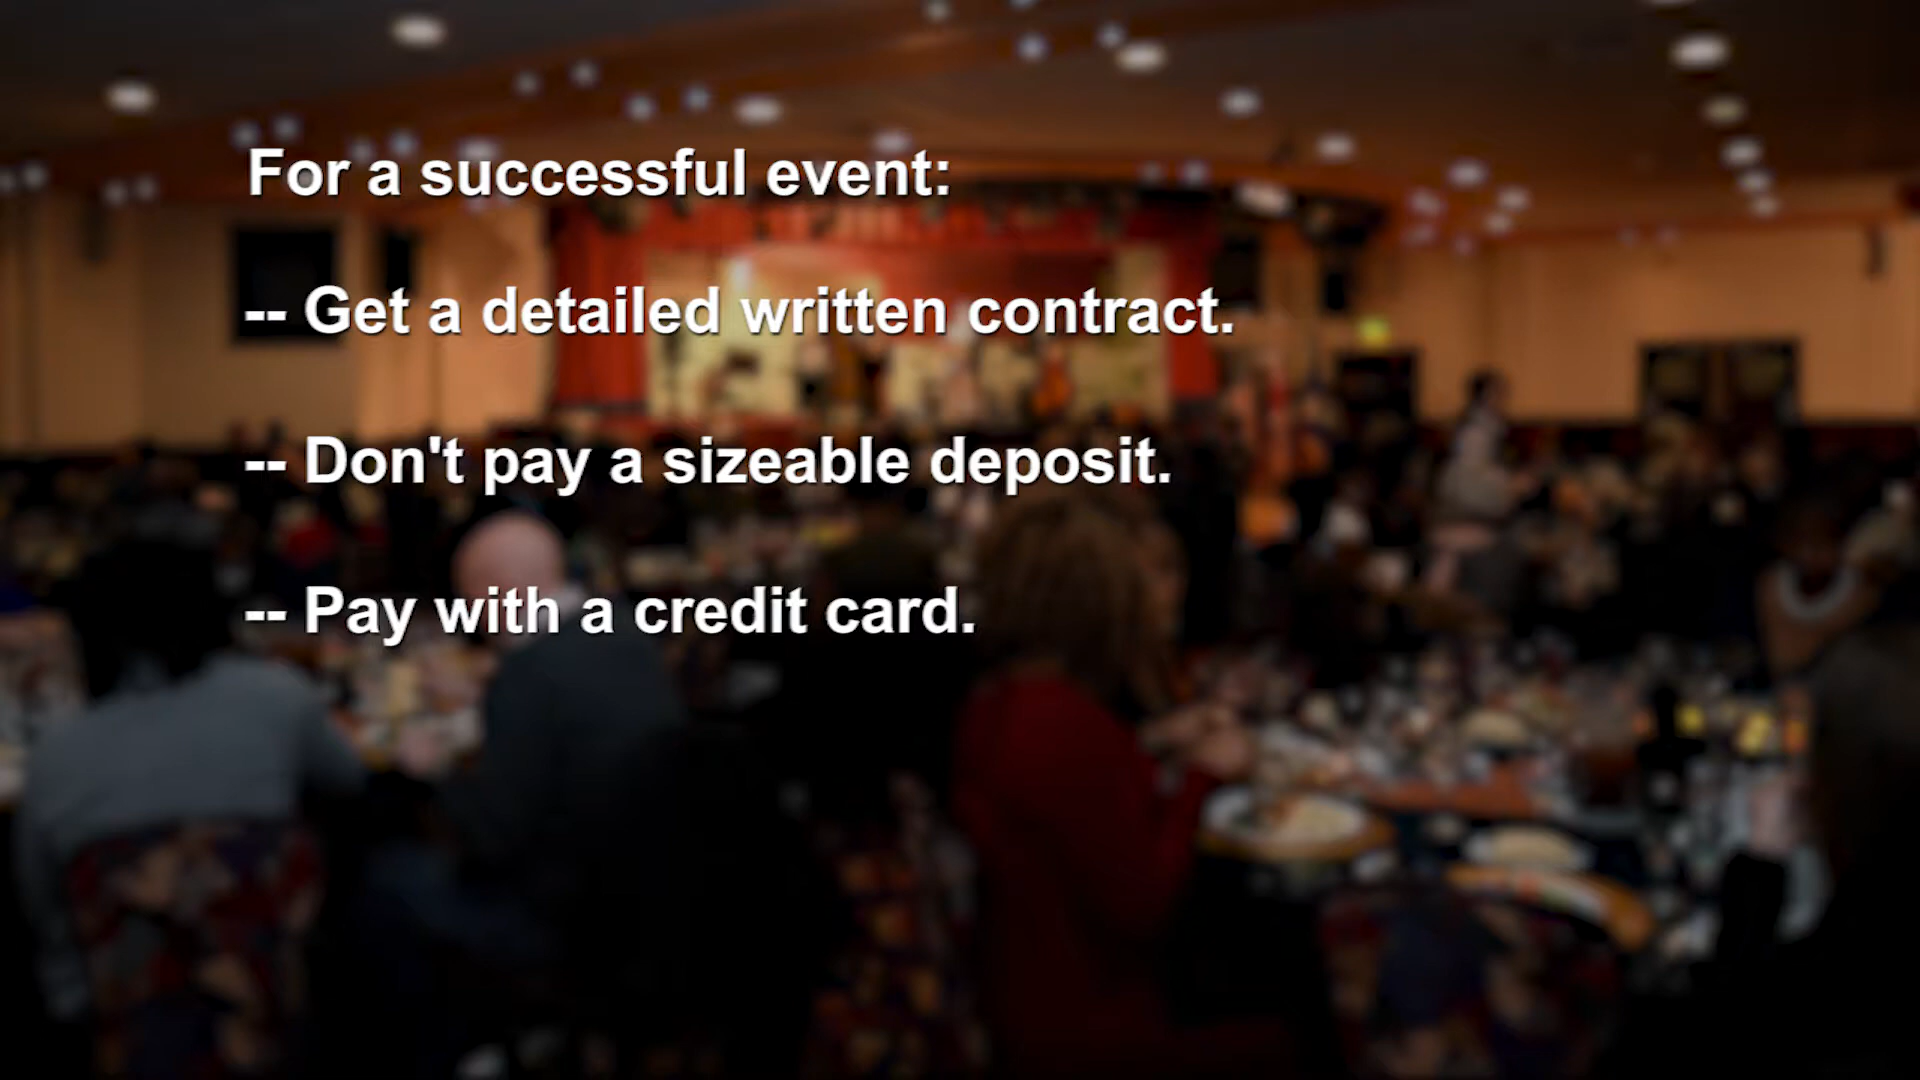 For a successful event:
-- Get a detailed written contract.
-- Don't pay a sizeable deposit.
-- Pay with a credit card.